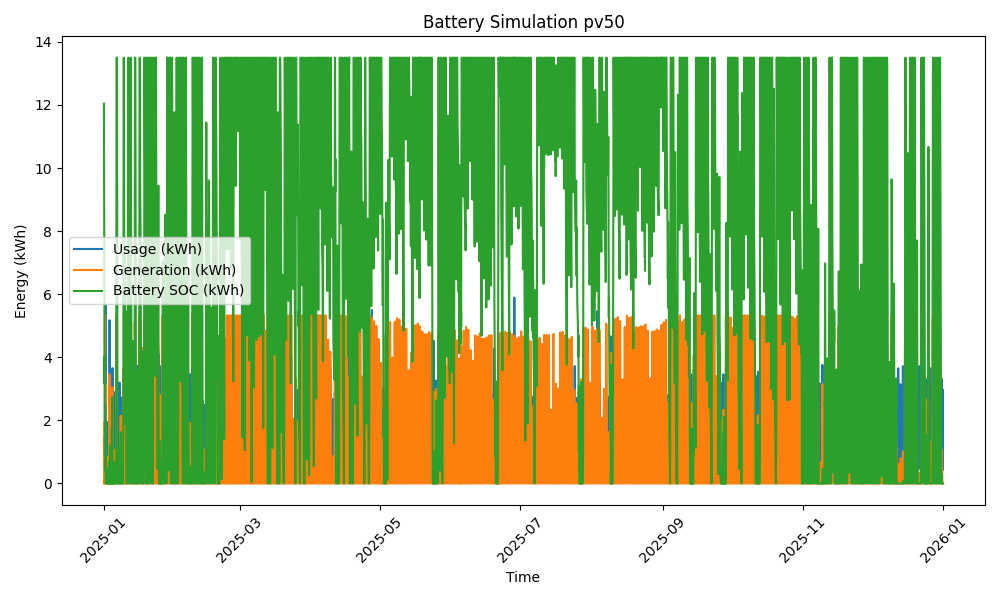 Battery Simulation pv50
14
12
10
8
6
4
2
0
Energy (kWh)
Usage (kWh)
Generation (kWh)
Battery SOC (kWh)
2025-01
2025-03
2025-05
2025-07
2025-09
2025-11
2026-01
Time